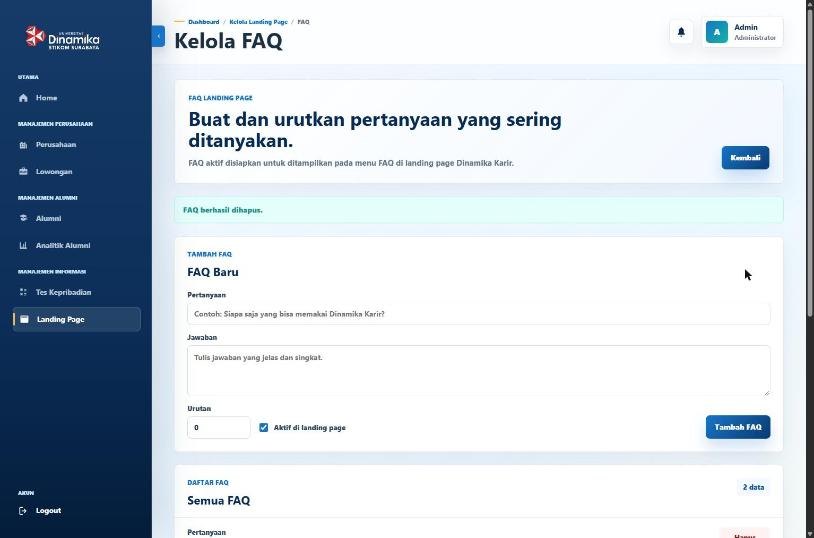 UNIVERSITAS
Dinamika
STIKOM SURABAYA
UTAMA
Home
MANAJEMEN PERUSAHAAN
Perusahaan
Lowongan
MANAJEMEN ALUMNI
Alumni
Analitik Alumni
MANAJEMEN INFORMASI
Tes Kepribadian
Landing Page
AKUN
Logout
Dashboard / Kelola Landing Page / FAQ
Kelola FAQ
A
Admin
Administrator
FAQ LANDING PAGE
Buat dan urutkan pertanyaan yang sering
ditanyakan.
FAQ aktif disiapkan untuk ditampilkan pada menu FAQ di landing page Dinamika Karir.
Kembali
FAQ berhasil dihapus.
TAMBAH FAQ
FAQ Baru
Pertanyaan
Contoh: Siapa saja yang bisa memakai Dinamika Karir?
Jawaban
Tulis jawaban yang jelas dan singkat.
Urutan
0
Aktif di landing page
Tambah FAQ
DAFTAR FAQ
Semua FAQ
2 data
Pertanyaan
Hapus